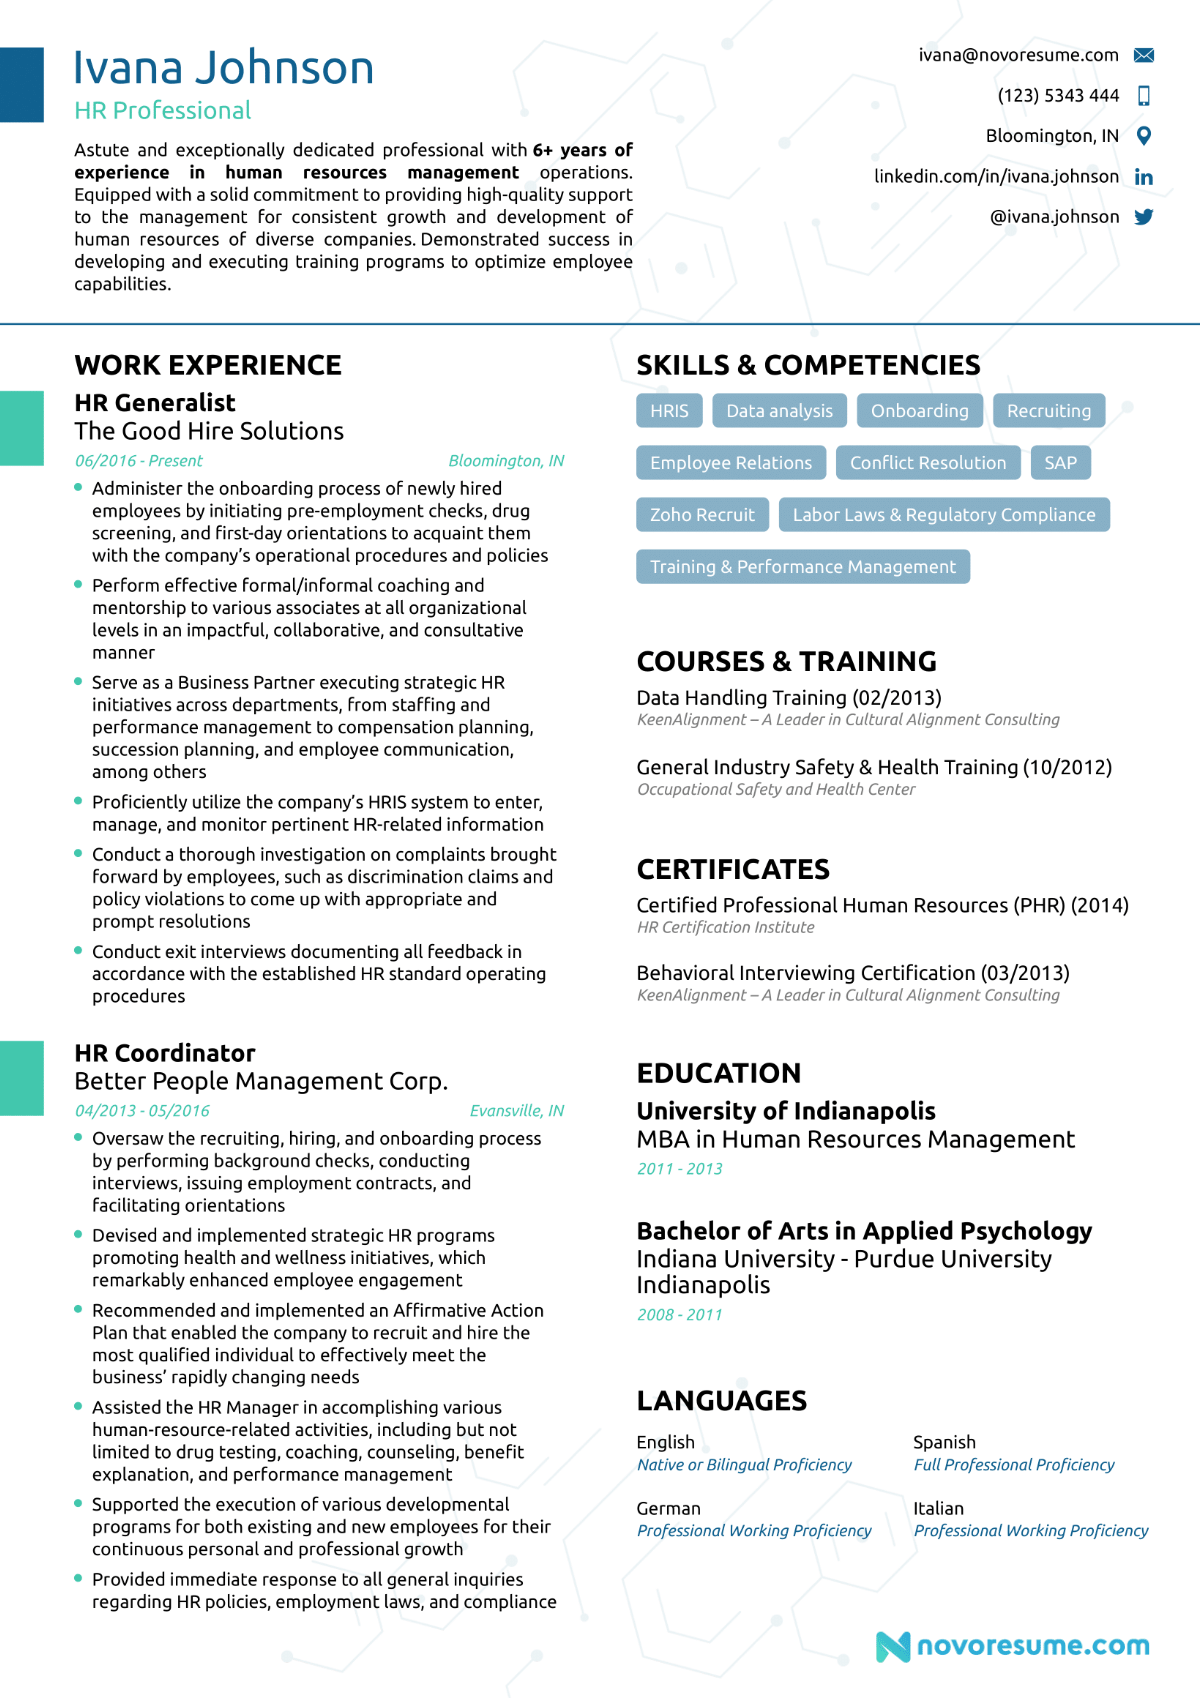 Ivana Johnson
HR Professional
Astute and exceptionally dedicated professional with 6+ years of
experience in human resources management operations.
Equipped with a solid commitment to providing high-quality support
to the management for consistent growth and development of
human resources of diverse companies. Demonstrated success in
developing and executing training programs to optimize employee
capabilities.
ivana@novoresume.com
(123) 5343 444
Bloomington, IN
linkedin.com/in/ivana.johnson
@ivana.johnson
WORK EXPERIENCE
HR Generalist
The Good Hire Solutions
06/2016 - Present Bloomington, IN
Administer the onboarding process of newly hired
employees by initiating pre-employment checks, drug
screening, and first-day orientations to acquaint them
with the company's operational procedures and policies
Perform effective formal/informal coaching and
mentorship to various associates at all organizational
levels in an impactful, collaborative, and consultative
manner
Serve as a Business Partner executing strategic HR
initiatives across departments, from staffing and
performance management to compensation planning,
succession planning, and employee communication,
among others
Proficiently utilize the company's HRIS system to enter,
manage, and monitor pertinent HR-related information
Conduct a thorough investigation on complaints brought
forward by employees, such as discrimination claims and
policy violations to come up with appropriate and
prompt resolutions
Conduct exit interviews documenting all feedback in
accordance with the established HR standard operating
procedures
HR Coordinator
Better People Management Corp.
04/2013 - 05/2016 Evansville, IN
Oversaw the recruiting, hiring, and onboarding process
by performing background checks, conducting
interviews, issuing employment contracts, and
facilitating orientations
Devised and implemented strategic HR programs
promoting health and wellness initiatives, which
remarkably enhanced employee engagement
Recommended and implemented an Affirmative Action
Plan that enabled the company to recruit and hire the
most qualified individual to effectively meet the
business' rapidly changing needs
Assisted the HR Manager in accomplishing various
human-resource-related activities, including but not
limited to drug testing, coaching, counseling, benefit
explanation, and performance management
Supported the execution of various developmental
programs for both existing and new employees for their
continuous personal and professional growth
Provided immediate response to all general inquiries
regarding HR policies, employment laws, and compliance
SKILLS & COMPETENCIES
HRIS Data analysis Onboarding Recruiting
Employee Relations Conflict Resolution SAP
Zoho Recruit Labor Laws & Regulatory Compliance
Training & Performance Management
COURSES & TRAINING
Data Handling Training (02/2013)
KeenAlignment – A Leader in Cultural Alignment Consulting
General Industry Safety & Health Training (10/2012)
Occupational Safety and Health Center
CERTIFICATES
Certified Professional Human Resources (PHR) (2014)
HR Certification Institute
Behavioral Interviewing Certification (03/2013)
KeenAlignment – A Leader in Cultural Alignment Consulting
EDUCATION
University of Indianapolis
MBA in Human Resources Management
2011 - 2013
Bachelor of Arts in Applied Psychology
Indiana University - Purdue University
Indianapolis
2008 - 2011
LANGUAGES
English Spanish
Native or Bilingual Proficiency Full Professional Proficiency
German Italian
Professional Working Proficiency Professional Working Proficiency
novoresume.com